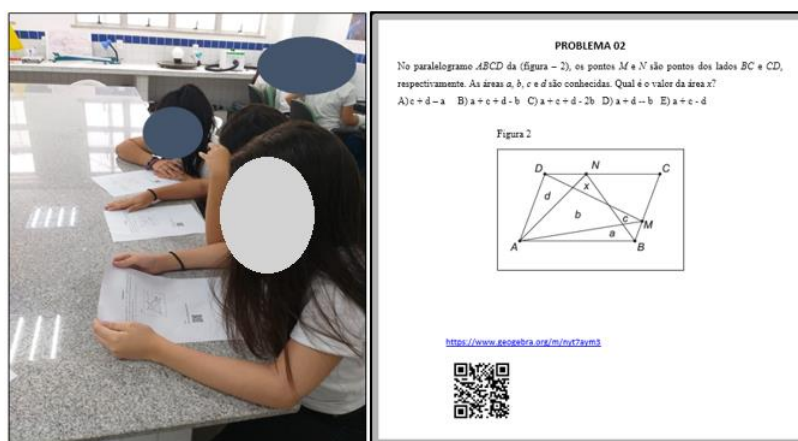 PROBLEMA 02
No paralelogramo ABCD da (figura – 2), os pontos M e N são pontos dos lados BC e CD,
respectivamente. As áreas a, b, c e d são conhecidas. Qual é o valor da área x?
A) c + d – a B) a + c + d - b C) a + c + d - 2b D) a + d -- b E) a + c - d
Figura 2
D N C
x
d
b
c M
a
A B
https://www.geogebra.org/m/nyt7aym3